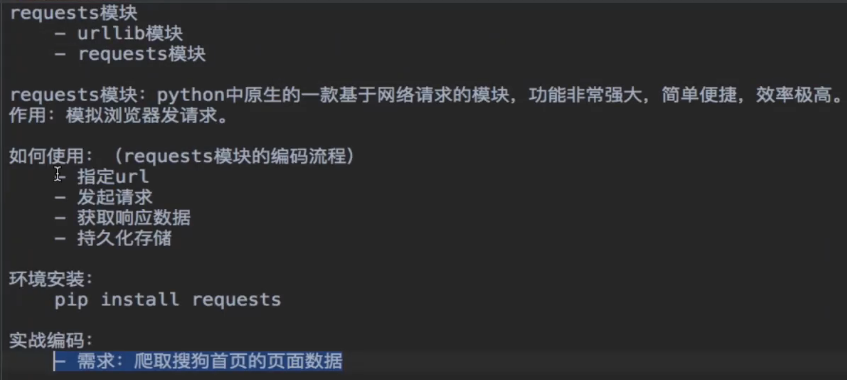 requests模块
- urllib模块
- requests模块
requests模块：python中原生的一款基于网络请求的模块，功能非常强大，简单便捷，效率极高。
作用：模拟浏览器发请求。
如何使用：（requests模块的编码流程）
- 指定url
- 发起请求
- 获取响应数据
- 持久化存储
环境安装：
pip install requests
实战编码：
- 需求：爬取搜狗首页的页面数据